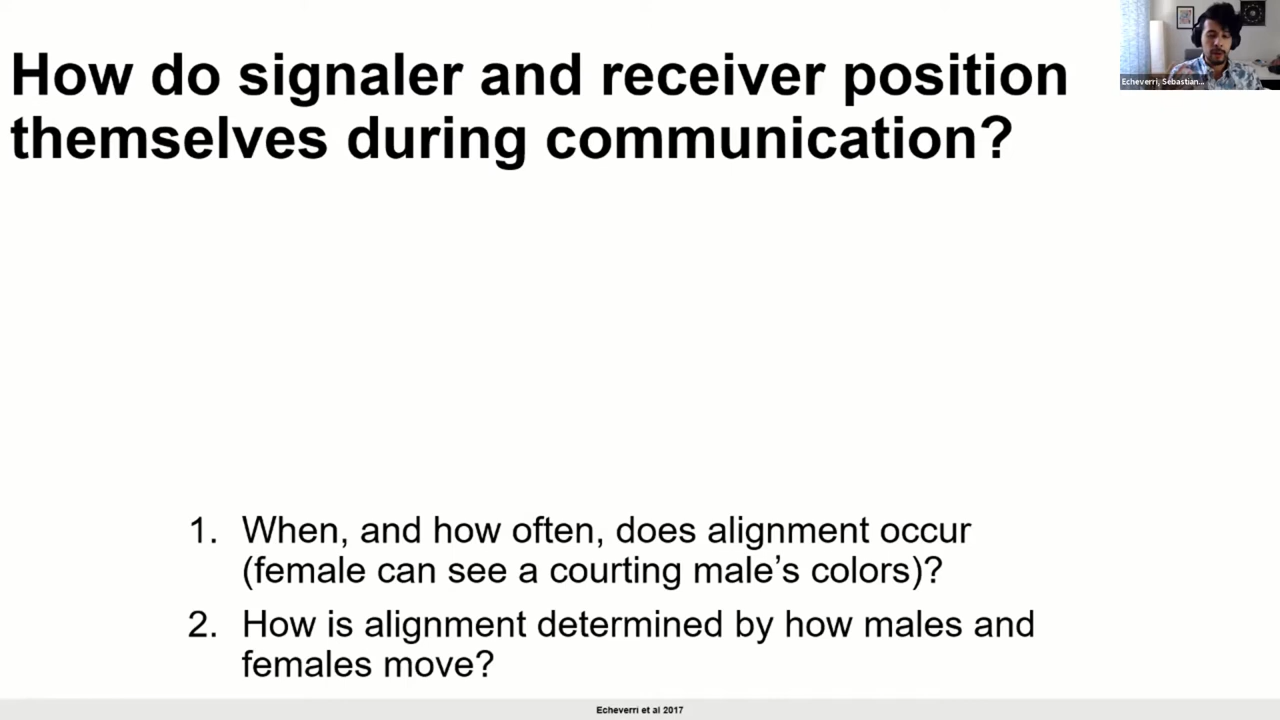 How do signaler and receiver position
themselves during communication?
Echeverri, Sebastian...
1. When, and how often, does alignment occur
(female can see a courting male's colors)?
2. How is alignment determined by how males and
females move?
Echeverri et al 2017